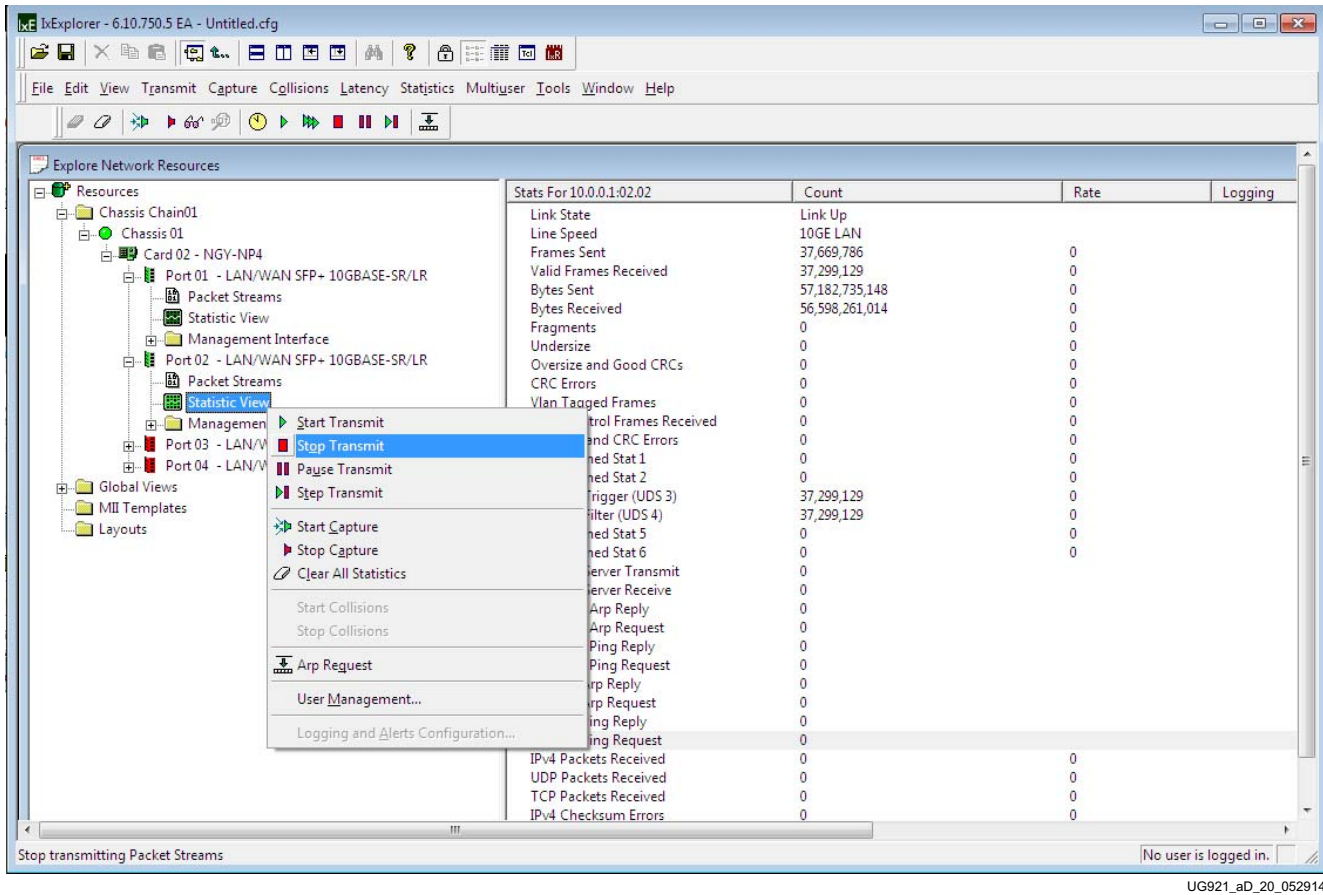 IxExplorer - 6.10.750.5 EA - Untitled.cfg
File Edit View Transmit Capture Collisions Latency Statistics Multiuser Tools Window Help
Explore Network Resources
Resources
Chassis Chain01
Chassis 01
Card 02 - NGY-NP4
Port 01 - LAN/WAN SFP+ 10GBASE-SR/LR
Packet Streams
Statistic View
Management Interface
Port 02 - LAN/WAN SFP+ 10GBASE-SR/LR
Packet Streams
Statistic View
Managemen
Port 03 - LAN/W
Port 04 - LAN/W
Global Views
MII Templates
Layouts
Start Transmit
Stop Transmit
Pause Transmit
Step Transmit
Start Capture
Stop Capture
Clear All Statistics
Start Collisions
Stop Collisions
Arp Request
User Management...
Logging and Alerts Configuration...
Stats For 10.0.0.1:02.02 Count Rate Logging
Link State Link Up
Line Speed 10GE LAN
Frames Sent 37,669,786 0
Valid Frames Received 37,299,129 0
Bytes Sent 57,182,735,148 0
Bytes Received 56,598,261,014 0
Fragments 0 0
Undersize 0 0
Oversize and Good CRCs 0 0
CRC Errors 0 0
Vlan Tagged Frames 0 0
trol Frames Received 0 0
and CRC Errors 0 0
ned Stat 1 0 0
ned Stat 2 0 0
rigger (UDS 3) 37,299,129 0
ilter (UDS 4) 37,299,129 0
ned Stat 5 0 0
ned Stat 6 0 0
erver Transmit 0
erver Receive 0
Arp Reply 0
Arp Request 0
Ping Reply 0
Ping Request 0
rp Reply 0
rp Request 0
ing Reply 0
ing Request 0
IPv4 Packets Received 0 0
UDP Packets Received 0 0
TCP Packets Received 0 0
IPv4 Checksum Errors 0 0
Stop transmitting Packet Streams
No user is logged in.
UG921_aD_20_052914